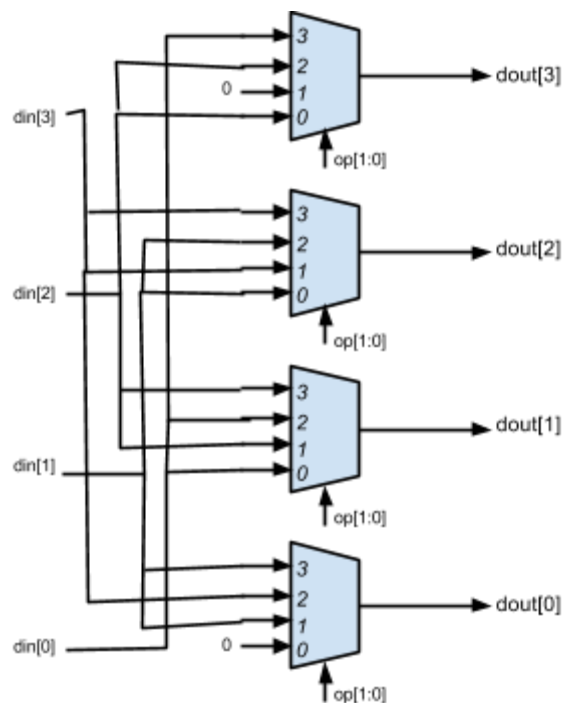 3
2
dout[3]
0
1
din[3]
0
op[1:0]
3
2
dout[2]
1
din[2]
0
op[1:0]
3
2
dout[1]
1
din[1]
0
op[1:0]
3
2
dout[0]
1
din[0]
0
0
op[1:0]